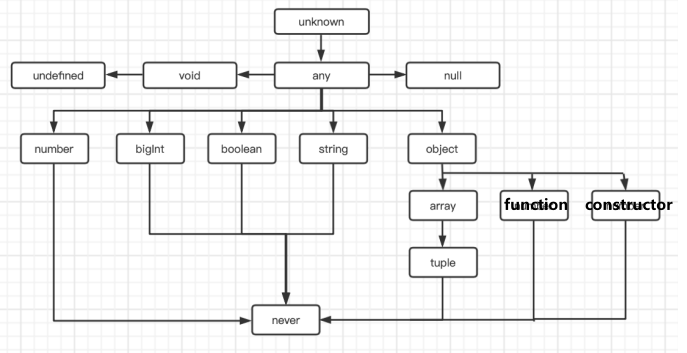 unknown
undefined
void
any
null
number
bigInt
boolean
string
object
array
function
constructor
tuple
never